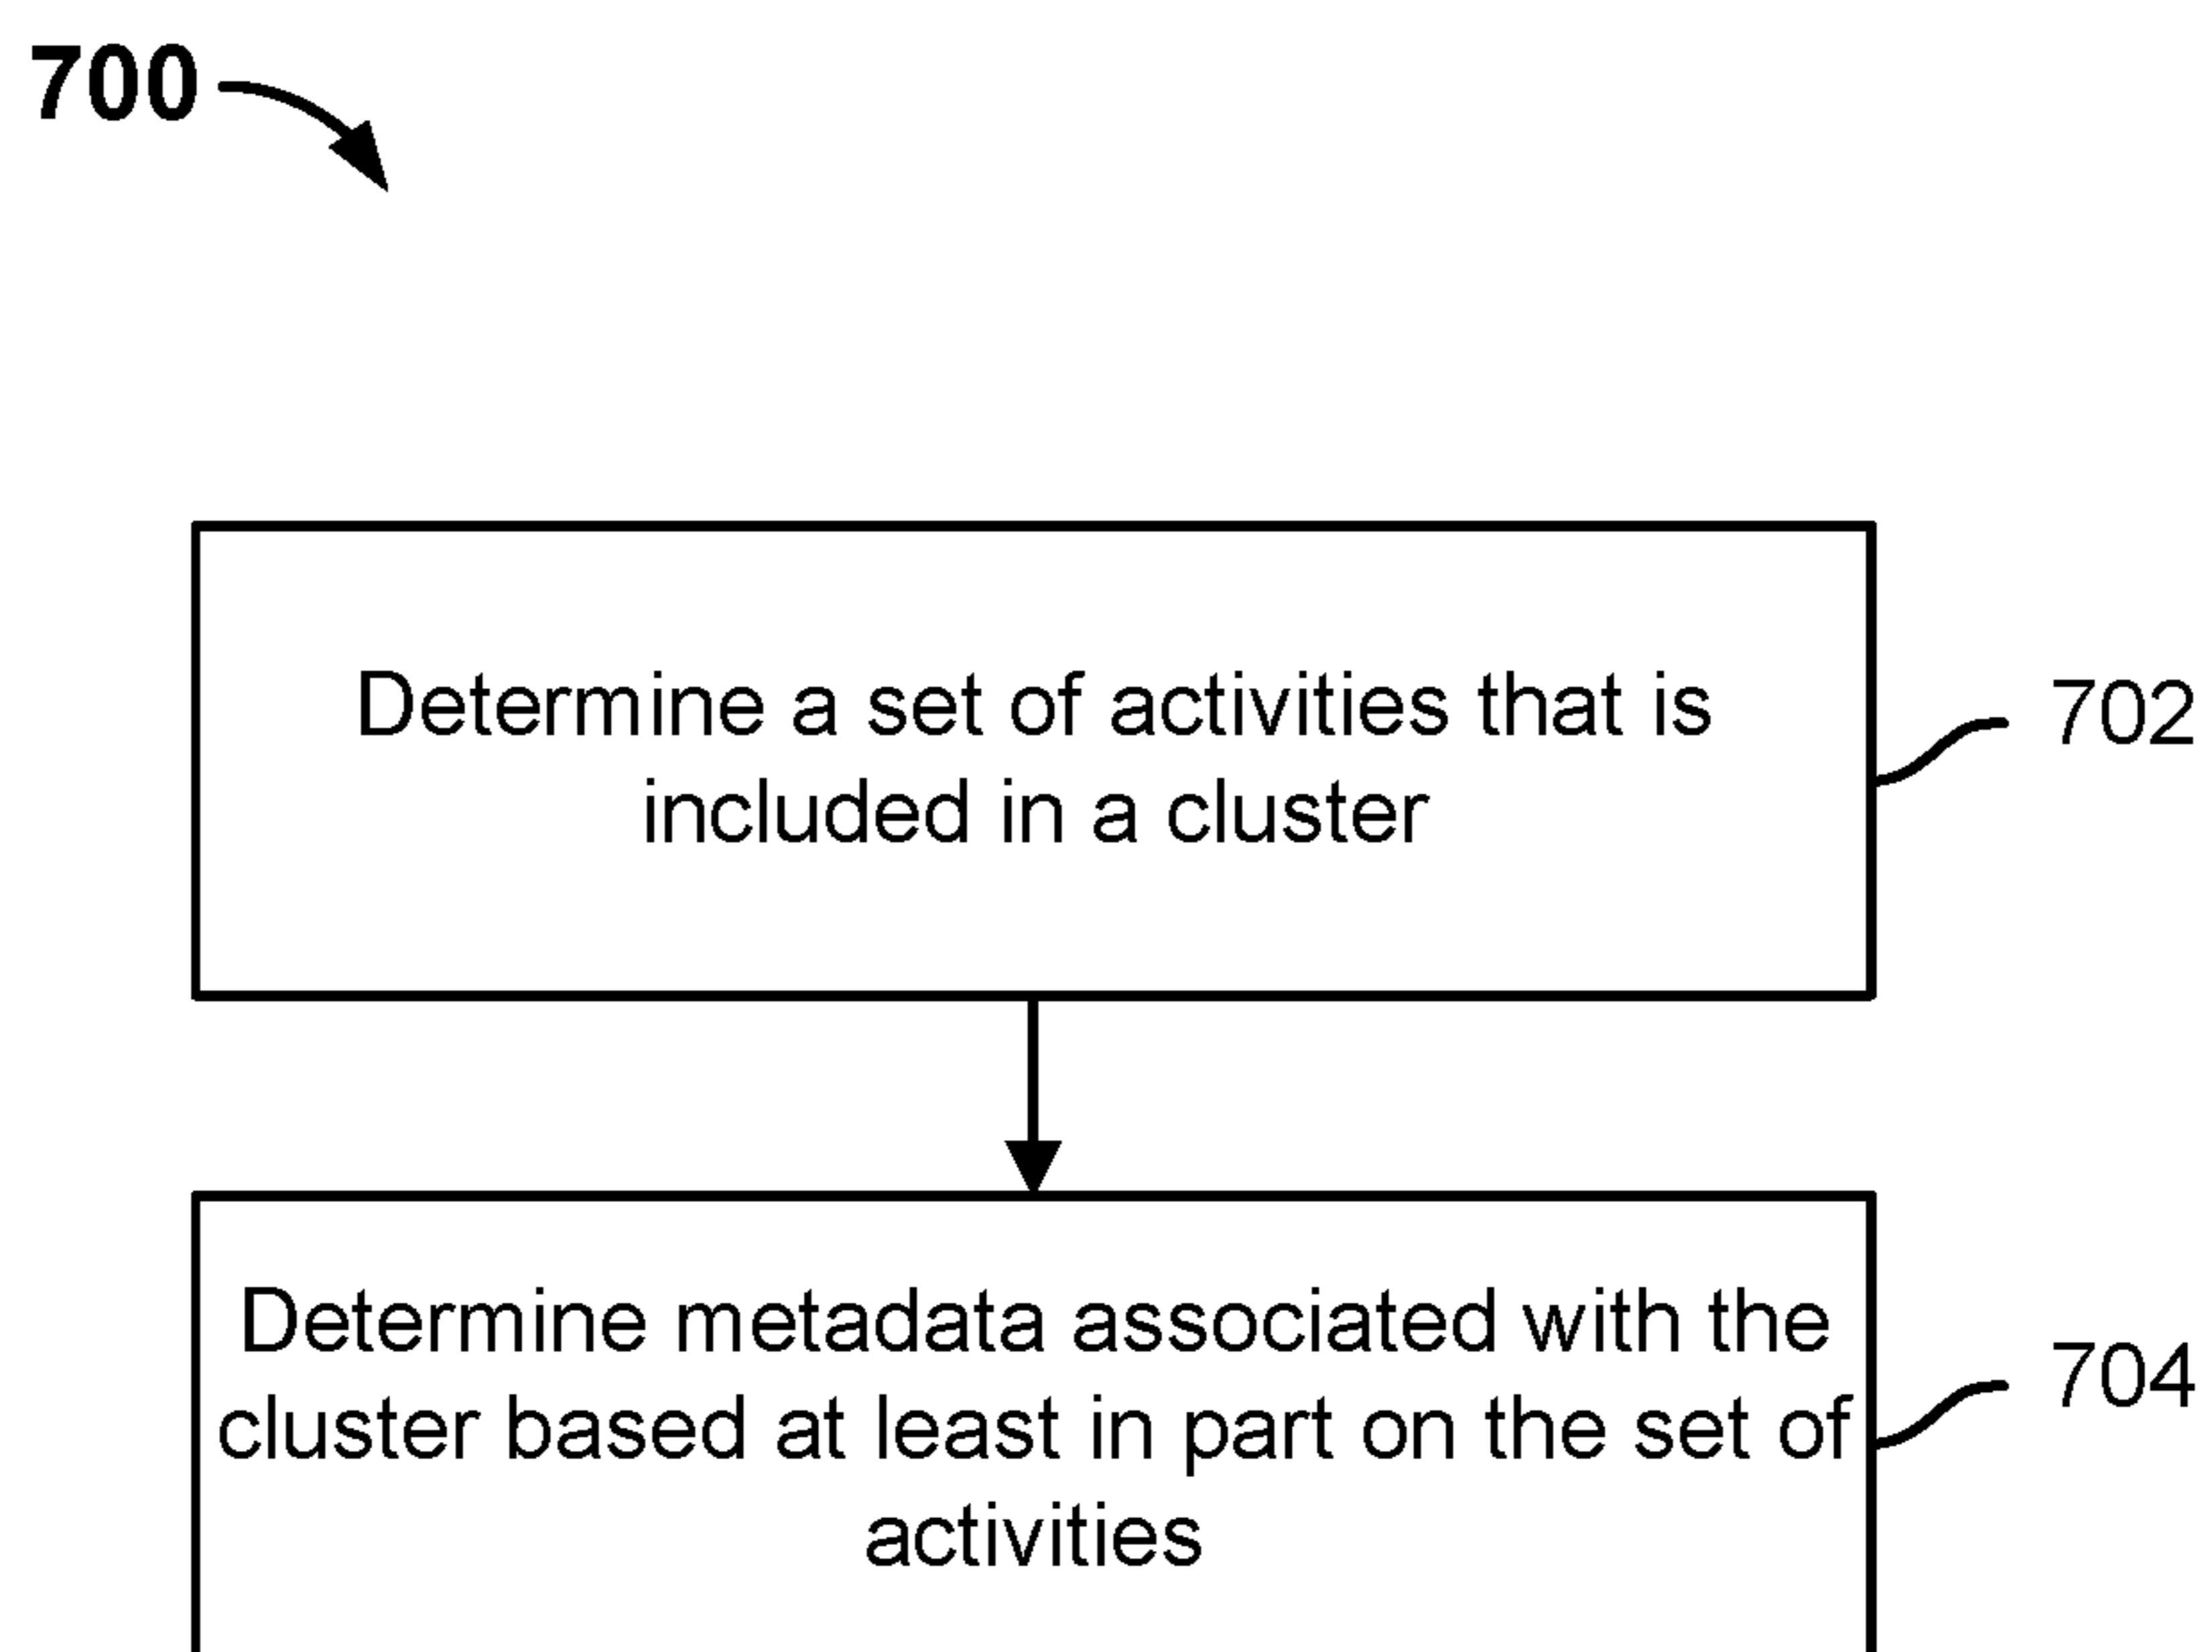 700
Determine a set of activities that is
included in a cluster
702
Determine metadata associated with the
cluster based at least in part on the set of
activities
704